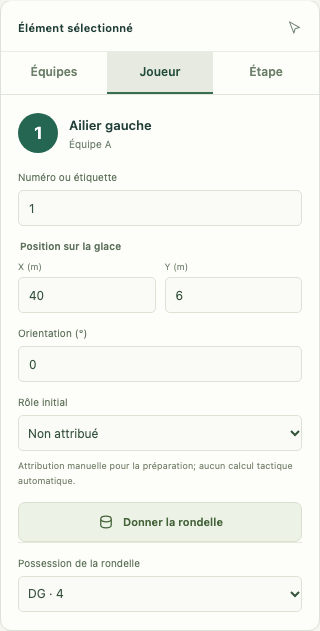 Élément sélectionné
Équipes
Joueur
Étape
1
Ailier gauche
Équipe A
Numéro ou étiquette
1
Position sur la glace
X (m)
Y (m)
40
6
Orientation (°)
0
Rôle initial
Non attribué
Attribution manuelle pour la préparation; aucun calcul tactique
automatique.
Donner la rondelle
Possession de la rondelle
DG · 4